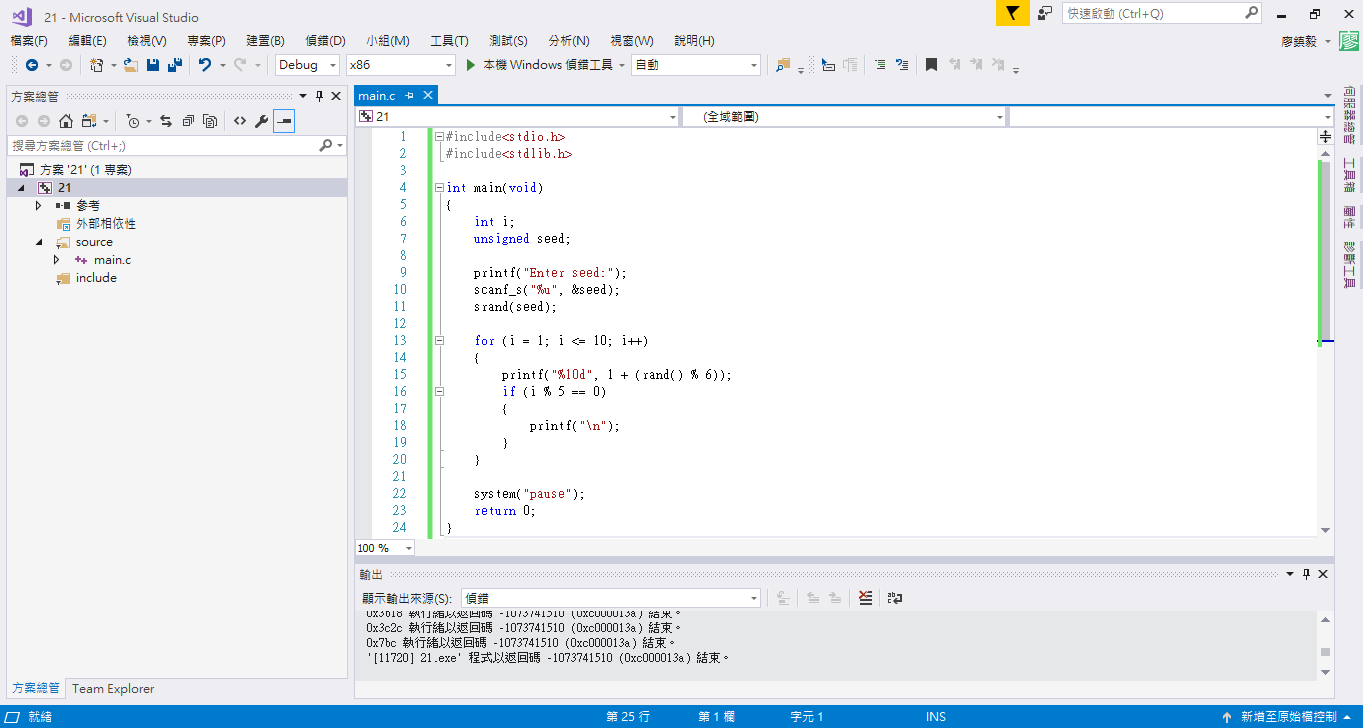 21 - Microsoft Visual Studio
快速啟動 (Ctrl+Q)
檔案(F) 編輯(E) 檢視(V) 專案(P) 建置(B) 偵錯(D) 小組(M) 工具(T) 測試(S) 分析(N) 視窗(W) 說明(H)
廖鎮毅 廖
Debug x86 本機 Windows 偵錯工具 自動
方案總管
搜尋方案總管 (Ctrl+;)
方案 '21' (1 專案)
21
參考
外部相依性
source
main.c
include
方案總管 Team Explorer
main.c
21 (全域範圍)
1 #include<stdio.h>
2 #include<stdlib.h>
3
4 int main(void)
5 {
6 int i;
7 unsigned seed;
8
9 printf("Enter seed:");
10 scanf_s("%u", &seed);
11 srand(seed);
12
13 for (i = 1; i <= 10; i++)
14 {
15 printf("%10d", 1 + (rand() % 6));
16 if (i % 5 == 0)
17 {
18 printf("\n");
19 }
20 }
21
22 system("pause");
23 return 0;
24 }
100 %
輸出
顯示輸出來源(S): 偵錯
0x3618 執行緒以返回碼 -1073741510 (0xc000013a) 結束。
0x3c2c 執行緒以返回碼 -1073741510 (0xc000013a) 結束。
0x7bc 執行緒以返回碼 -1073741510 (0xc000013a) 結束。
'[11720] 21.exe' 程式以返回碼 -1073741510 (0xc000013a) 結束。
伺服器總管
工具箱
屬性
診斷工具
就緒 第 25 行 第 1 欄 字元 1 INS 新增至原始檔控制